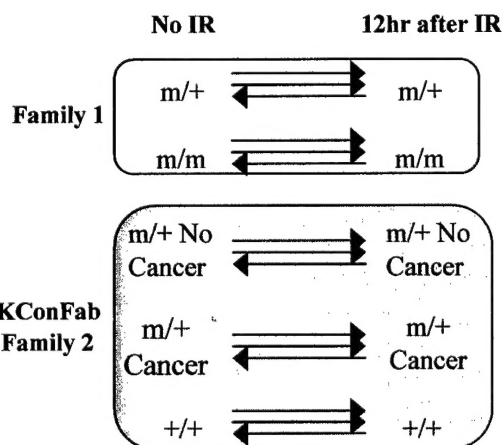 No IR 12hr after IR
Family 1
m/+ m/+
m/m m/m
KConFab
Family 2
m/+ No m/+ No
Cancer Cancer
m/+ m/+
Cancer Cancer
+/+ +/+